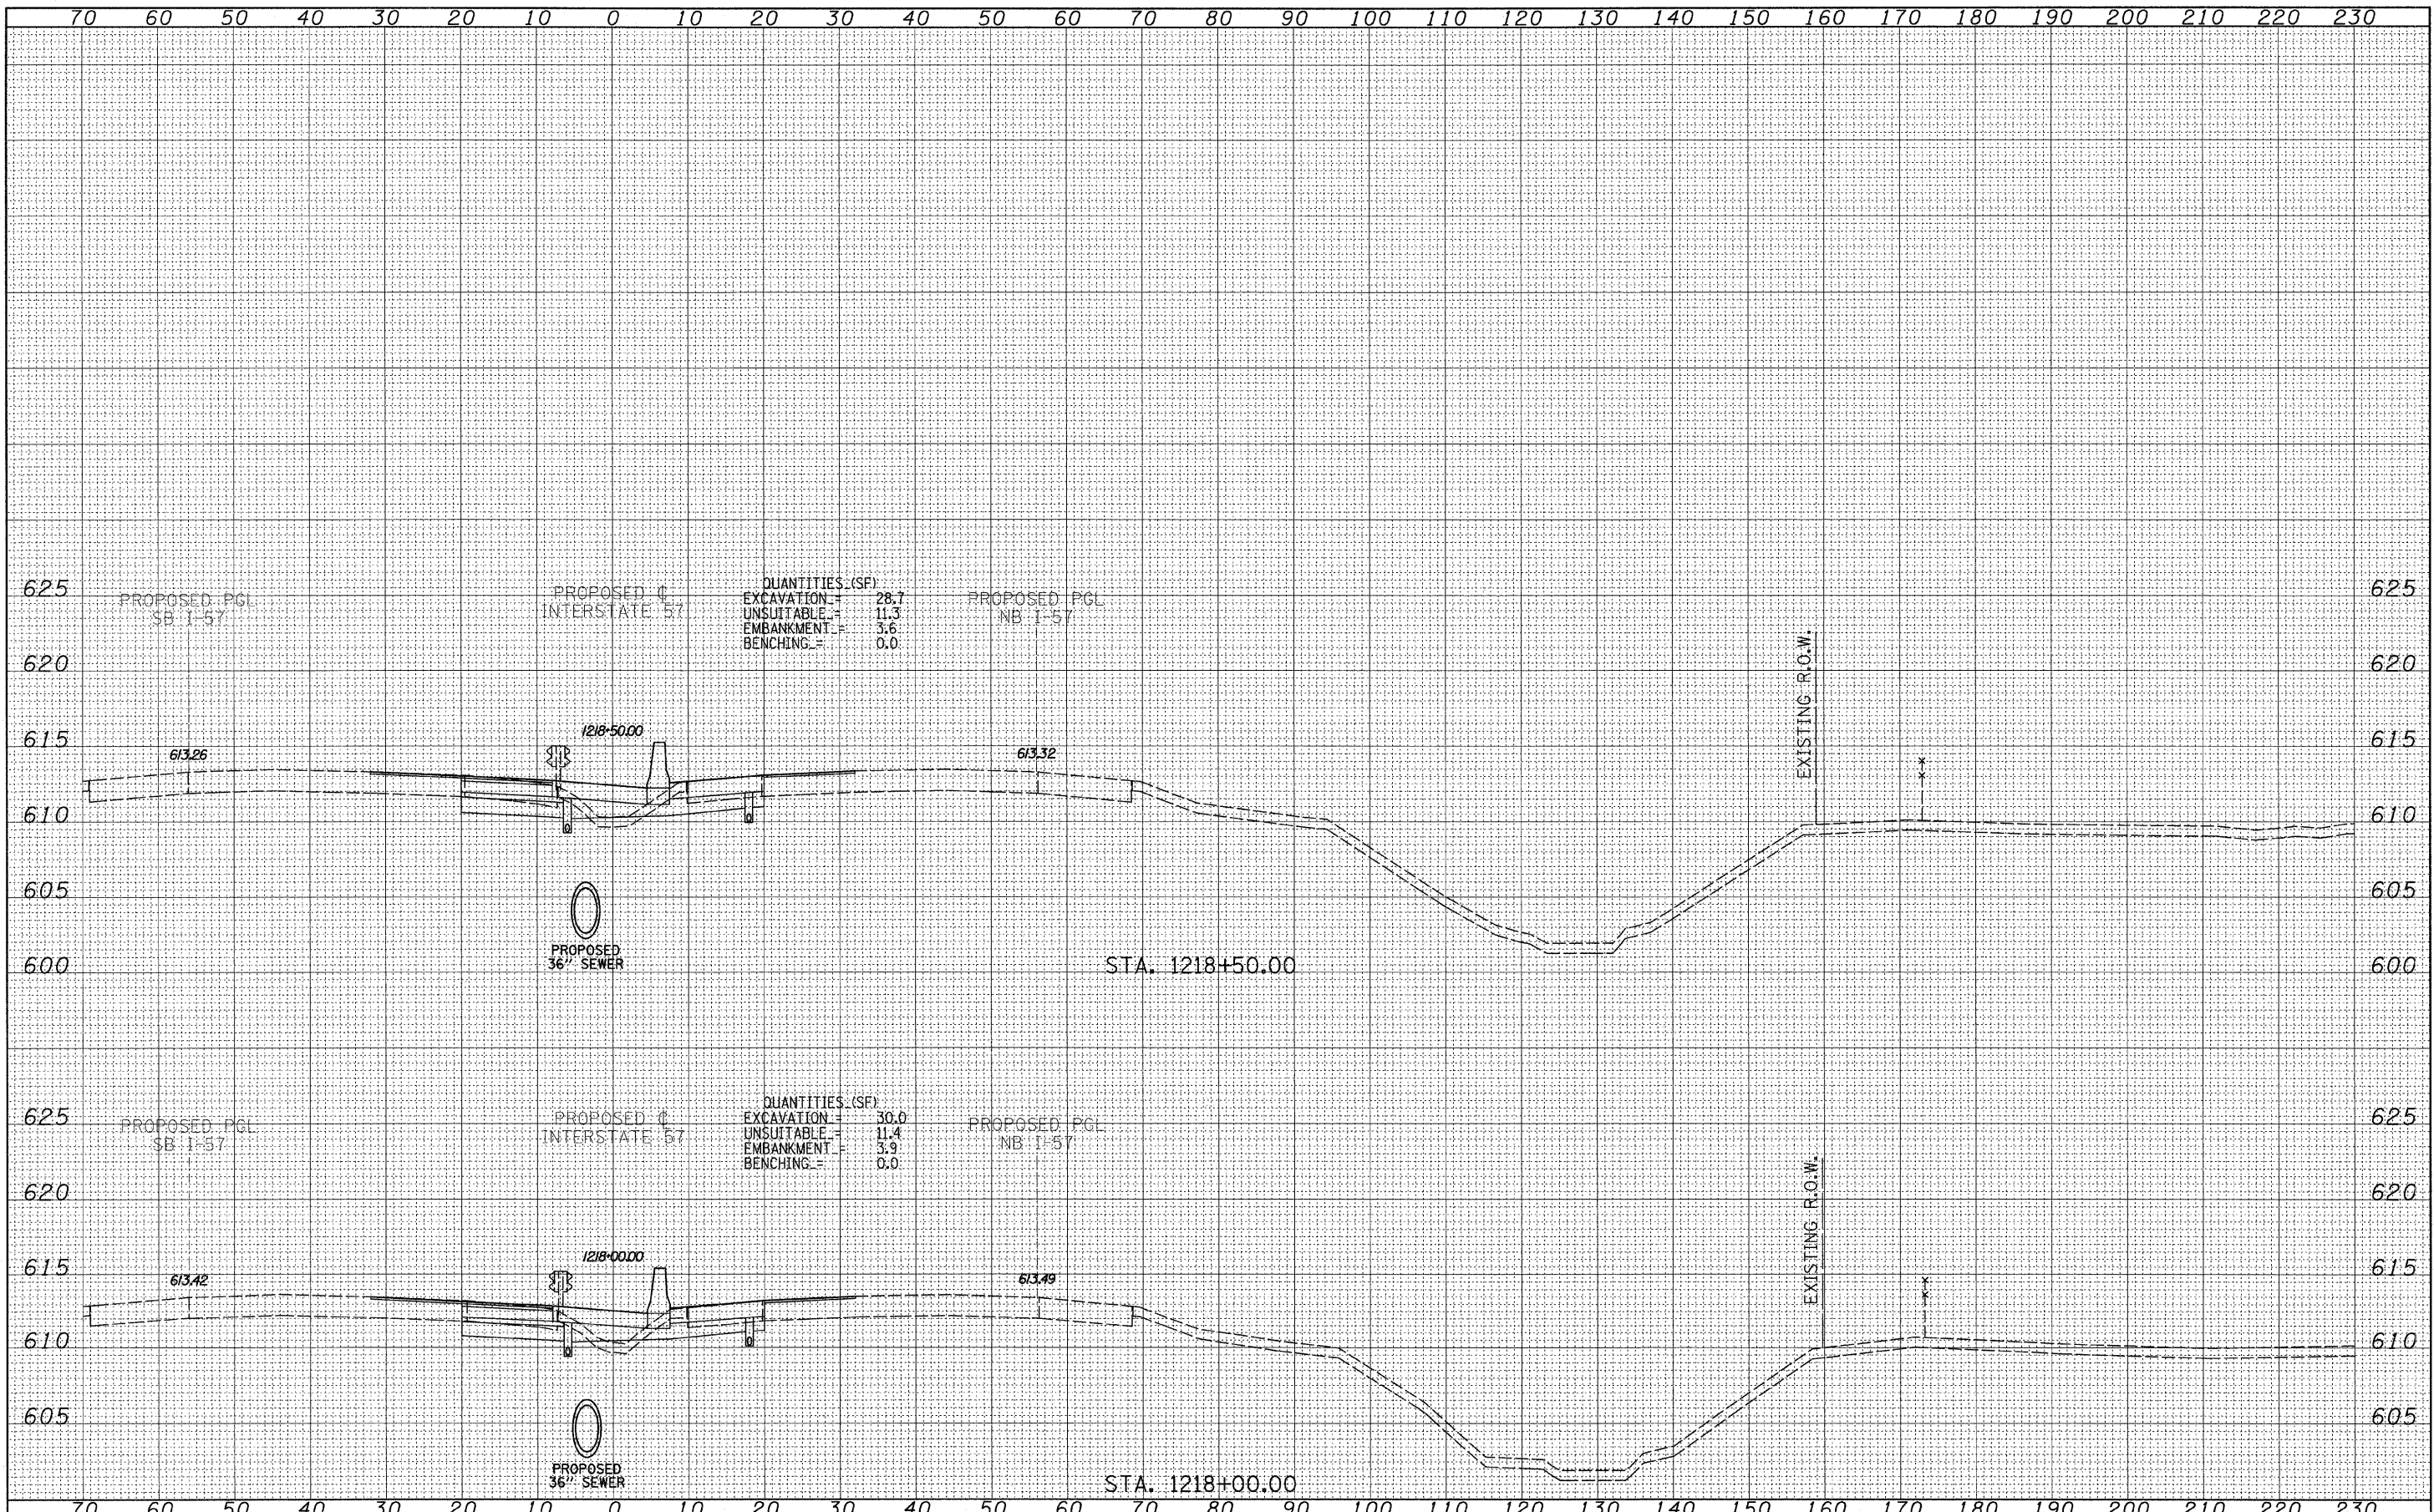 70 60 50 40 30 20 10 0 10 20 30 40 50 60 70 80 90 100 110 120 130 140 150 160 170 180 190 200 210 220 230
625 625
PROPOSED PGL
SB I-57
PROPOSED ℄
INTERSTATE 57
QUANTITIES (SF)
EXCAVATION = 28.7
UNSUITABLE = 11.3
EMBANKMENT = 3.6
BENCHING = 0.0
PROPOSED PGL
NB I-57
EXISTING R.O.W.
620 620
1218+50.00
615 615
613.26
613.32
610 610
605 605
PROPOSED
36" SEWER
600 600
STA. 1218+50.00
625 625
PROPOSED PGL
SB I-57
PROPOSED ℄
INTERSTATE 57
QUANTITIES (SF)
EXCAVATION = 30.0
UNSUITABLE = 11.4
EMBANKMENT = 3.9
BENCHING = 0.0
PROPOSED PGL
NB I-57
EXISTING R.O.W.
620 620
1218+00.00
615 615
613.42
613.49
610 610
605 605
PROPOSED
36" SEWER
STA. 1218+00.00
70 60 50 40 30 20 10 0 10 20 30 40 50 60 70 80 90 100 110 120 130 140 150 160 170 180 190 200 210 220 230